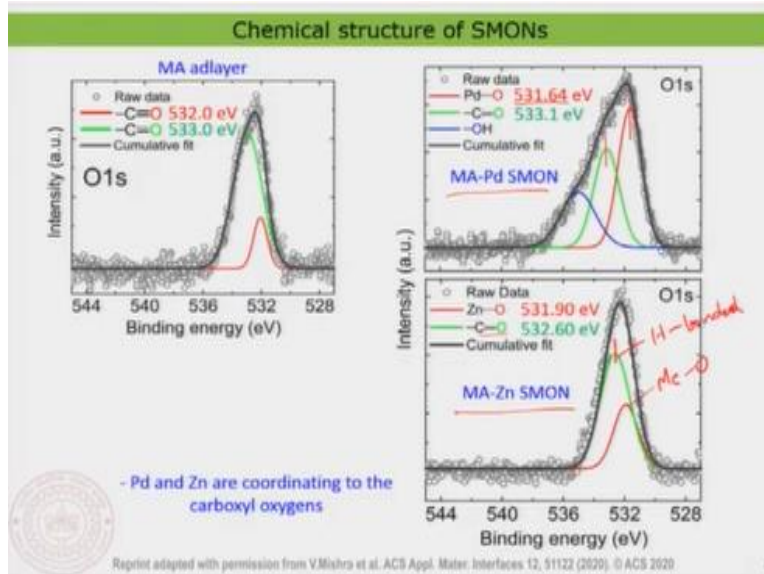 Chemical structure of SMONs
MA adlayer
Raw data
–C=O 532.0 eV
–C=O 533.0 eV
Cumulative fit
O1s
Intensity (a.u.)
544 540 536 532 528
Binding energy (eV)
Raw data
Pd—O 531.64 eV
–C=O 533.1 eV
–OH
Cumulative fit
O1s
MA-Pd SMON
Raw Data
Zn—O 531.90 eV
–C=O 532.60 eV
Cumulative fit
O1s
H-bonded
MA-Zn SMON
Intensity (a.u.)
544 540 536 532 528
Binding energy (eV)
- Pd and Zn are coordinating to the
carboxyl oxygens
Reprint adapted with permission from V.Mishra et al. ACS Appl. Mater. Interfaces 12, 51122 (2020). © ACS 2020